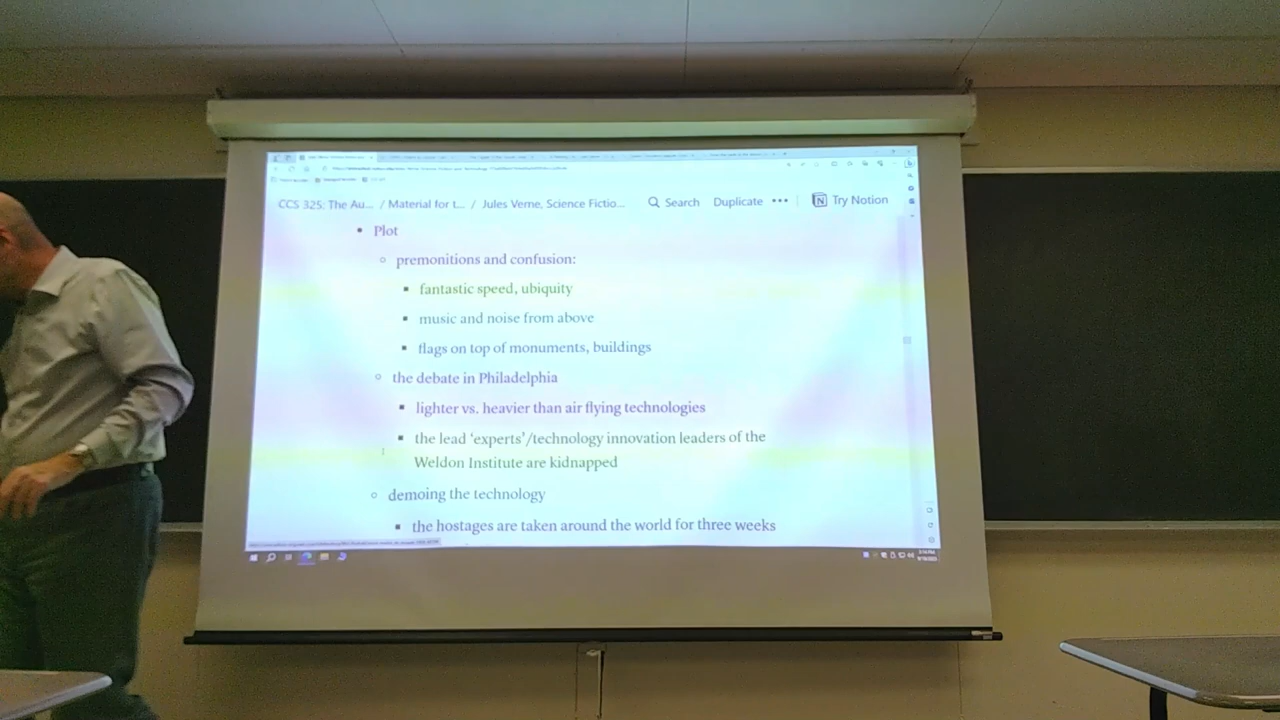 CCS 325: The Au... / Material for t... / Jules Verne, Science Fictio... Search Duplicate ••• Try Notion
• Plot
◦ premonitions and confusion:
▪ fantastic speed, ubiquity
▪ music and noise from above
▪ flags on top of monuments, buildings
◦ the debate in Philadelphia
▪ lighter vs. heavier than air flying technologies
▪ the lead ‘experts’/technology innovation leaders of the
Weldon Institute are kidnapped
◦ demoing the technology
▪ the hostages are taken around the world for three weeks